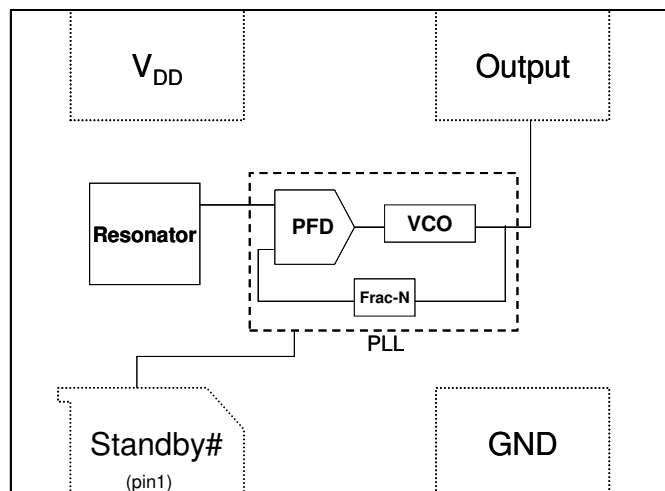 VDD
Output
Resonator
PFD
VCO
Frac-N
PLL
Standby#
(pin1)
GND